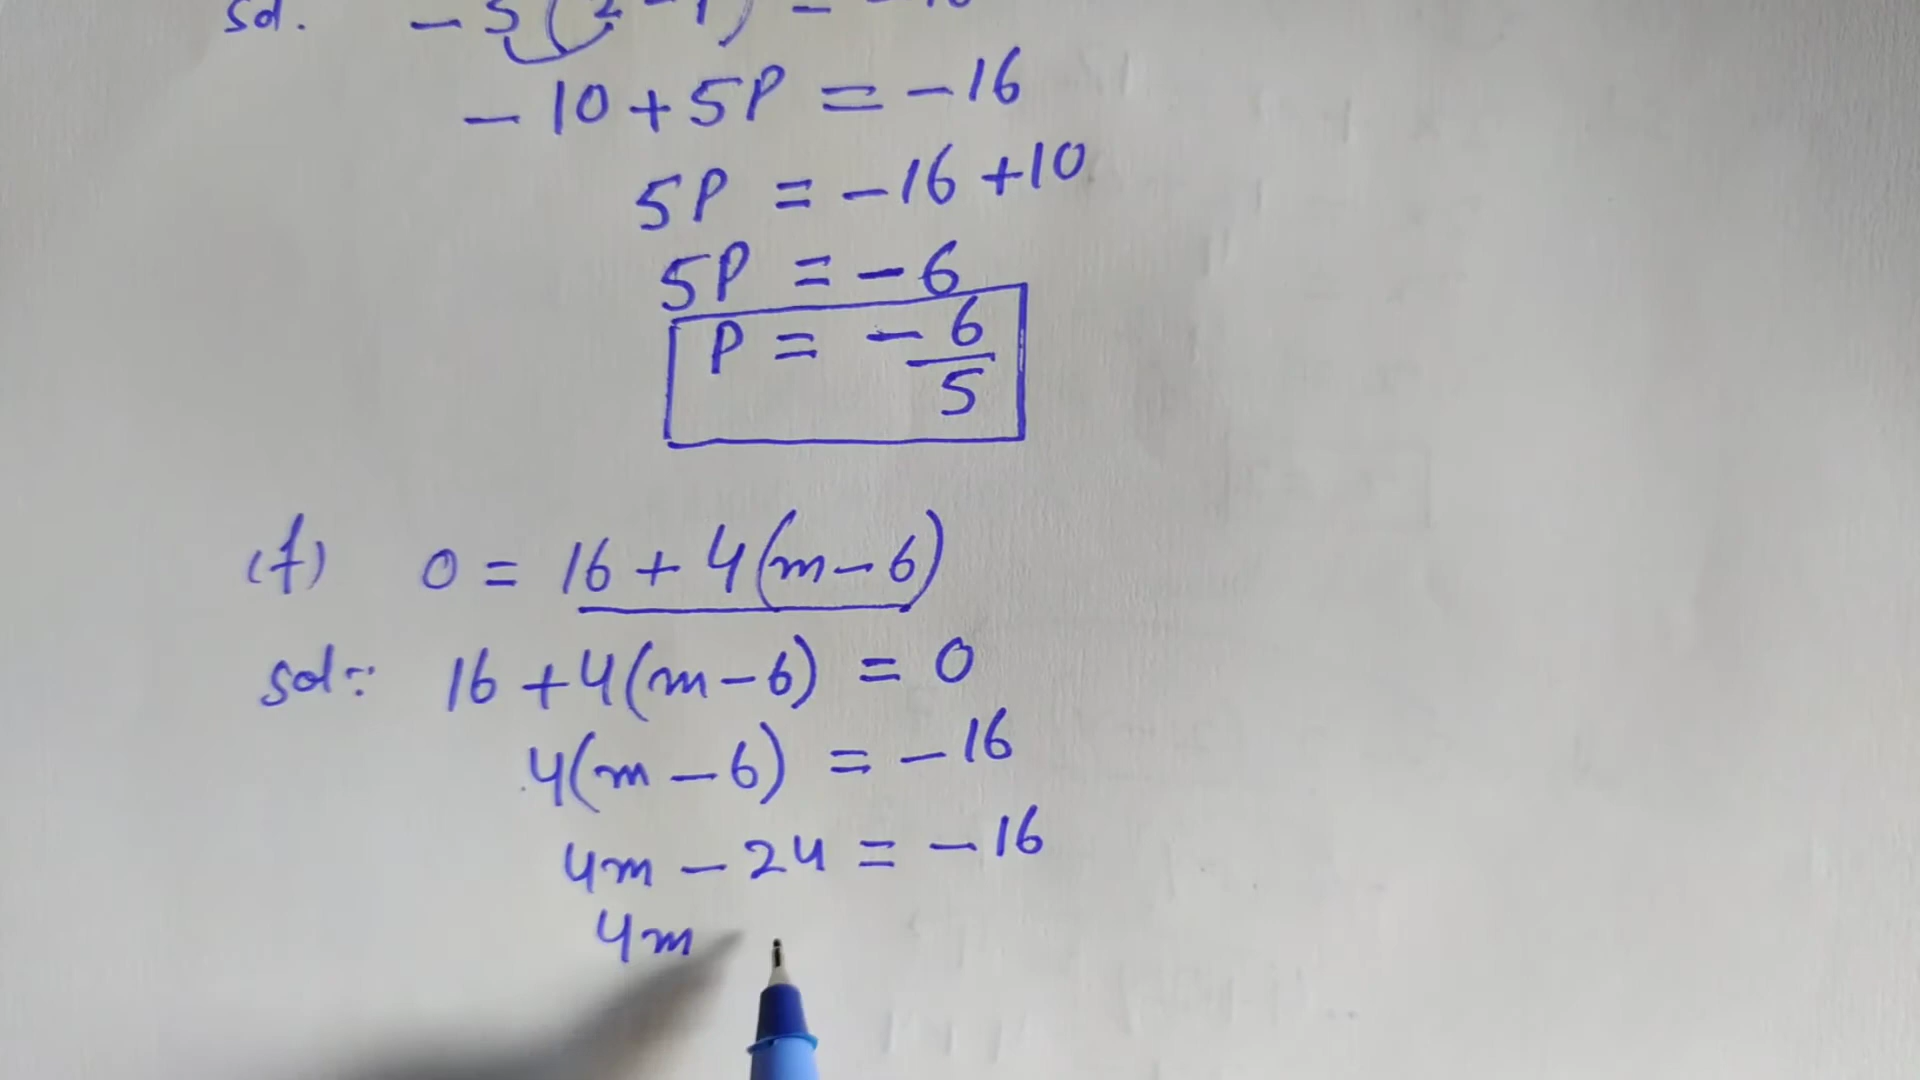 sol.
- 10 + 5P = - 16
5P = - 16 + 10
5P = - 6
P = - 6/5
(f) 0 = 16 + 4(m - 6)
sol:- 16 + 4(m - 6) = 0
4(m - 6) = - 16
4m - 24 = - 16
4m